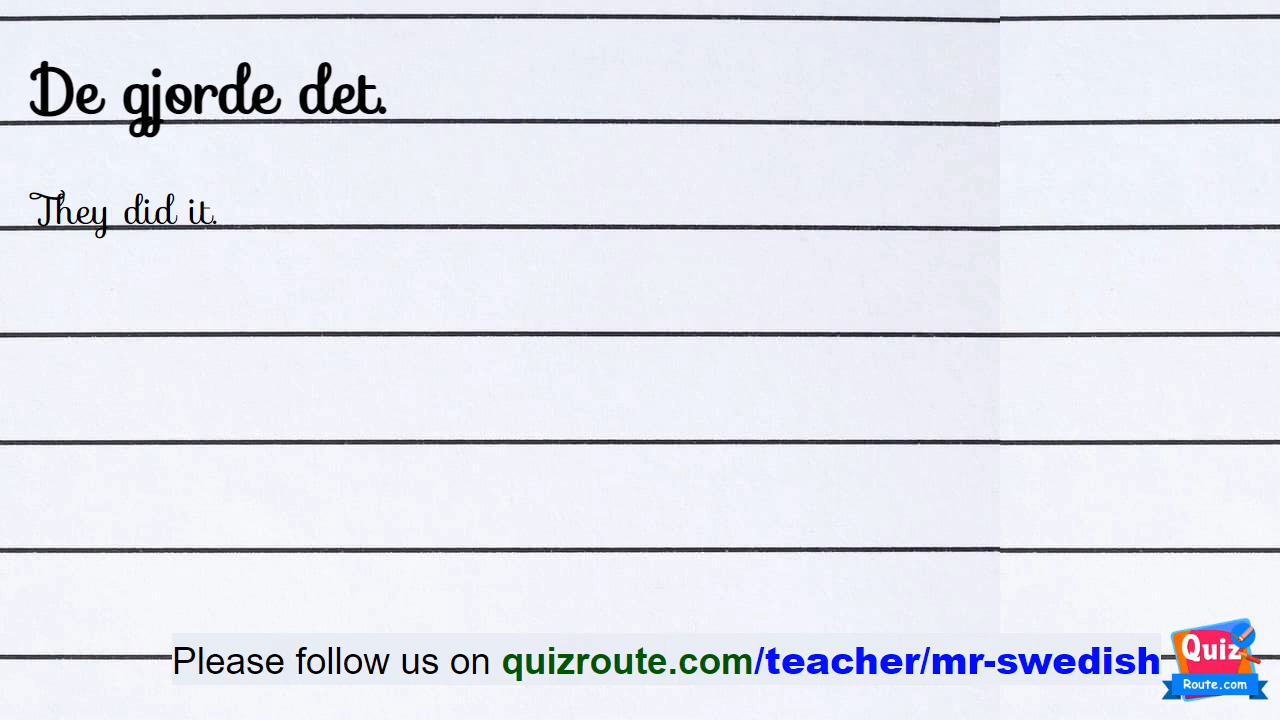 De gjorde det.
They did it.
Please follow us on quizroute.com/teacher/mr-swedish
Quiz
Route.com